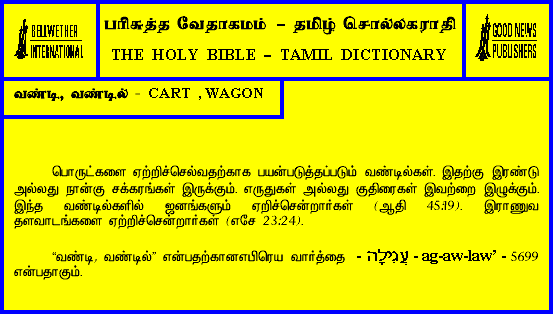 BELLWETHER
INTERNATIONAL
பரிசுத்த வேதாகமம் – தமிழ் சொல்லகராதி
THE HOLY BIBLE – TAMIL DICTIONARY
GOOD NEWS
PUBLISHERS
வண்டி, வண்டில் - CART , WAGON
பொருட்களை ஏற்றிச்செல்வதற்காக பயன்படுத்தப்படும் வண்டில்கள். இதற்கு இரண்டு
அல்லது நான்கு சக்கரங்கள் இருக்கும். எருதுகள் அல்லது குதிரைகள் இவற்றை இழுக்கும்.
இந்த வண்டில்களில் ஜனங்களும் ஏறிச்சென்றார்கள் (ஆதி 45:19). இராணுவ
தளவாடங்களை ஏற்றிச்சென்றார்கள் (எசே 23:24).
“வண்டி, வண்டில்” என்பதற்கானஎபிரெய வார்த்தை - עֲגָלָה - ag-aw-law’ - 5699
என்பதாகும்.